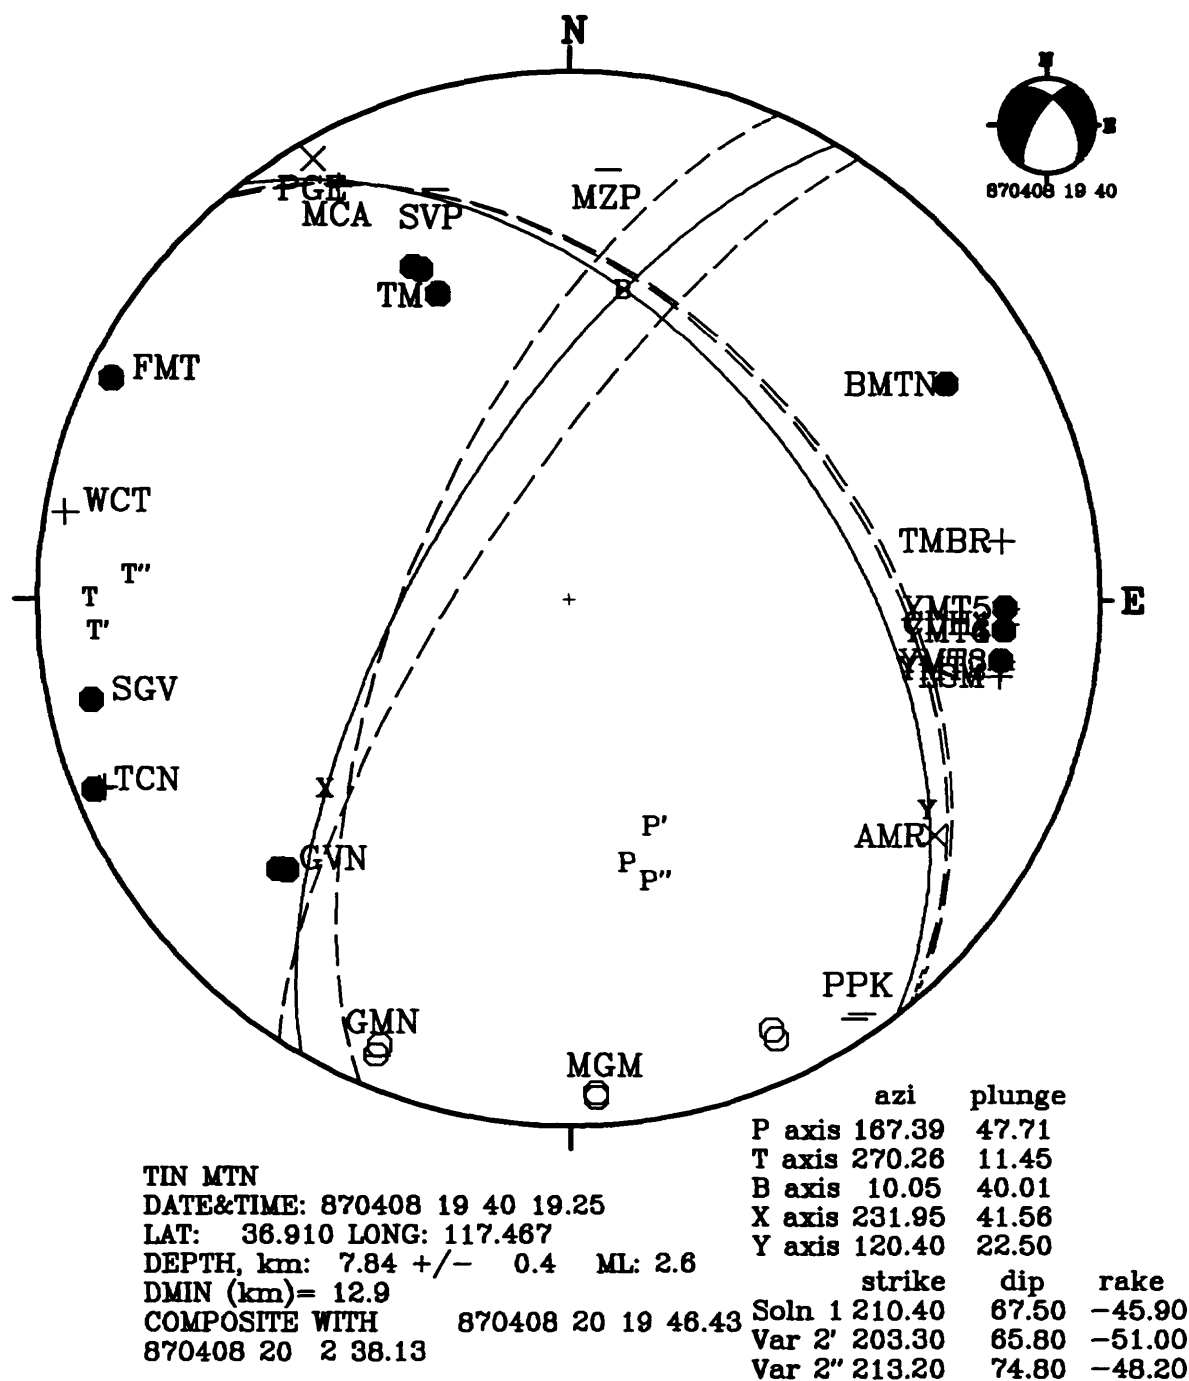 N
N
E
870408 19 40
PGE
MCA
SVP
MZP
B
TM
FMT
BMTN
WCT
TMBR
T''
T
T'
E
YMT5
YMT4
SGV
TCN
X
Y
P'
AMR
GVN
P
P''
PPK
GMN
MGM
azi plunge
P axis 167.39 47.71
T axis 270.26 11.45
B axis 10.05 40.01
X axis 231.95 41.56
Y axis 120.40 22.50
strike dip rake
Soln 1 210.40 67.50 −45.90
Var 2' 203.30 65.80 −51.00
Var 2'' 213.20 74.80 −48.20
TIN MTN
DATE&TIME: 870408 19 40 19.25
LAT: 36.910 LONG: 117.467
DEPTH, km: 7.84 +/− 0.4 ML: 2.6
DMIN (km)= 12.9
COMPOSITE WITH 870408 20 19 46.43
870408 20 2 38.13